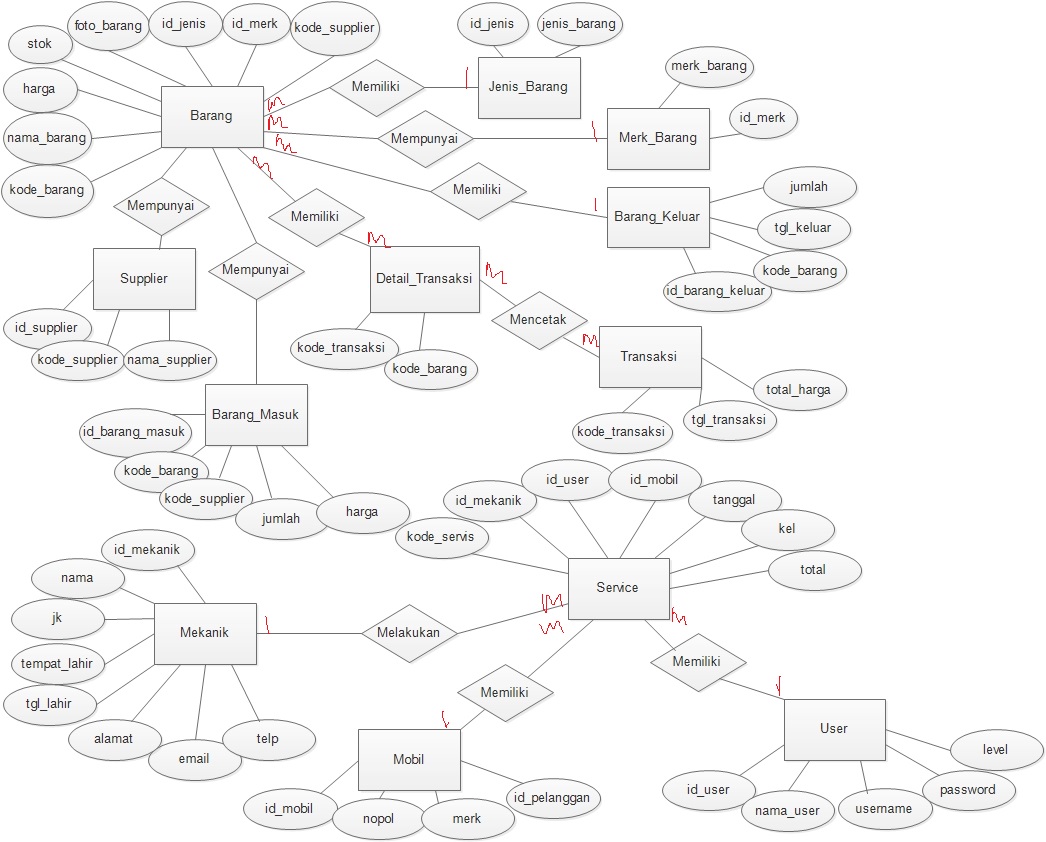 foto_barang
id_jenis
id_merk
kode_supplier
stok
harga
nama_barang
kode_barang
Barang
Memiliki
1
m
id_jenis
jenis_barang
Jenis_Barang
m
Mempunyai
1
merk_barang
id_merk
Merk_Barang
m
Memiliki
1
Barang_Keluar
jumlah
tgl_keluar
kode_barang
id_barang_keluar
Mempunyai
Supplier
id_supplier
kode_supplier
nama_supplier
Mempunyai
m
Memiliki
m
Detail_Transaksi
kode_transaksi
kode_barang
m
Mencetak
m
Transaksi
total_harga
tgl_transaksi
kode_transaksi
Barang_Masuk
id_barang_masuk
kode_barang
kode_supplier
jumlah
harga
kode_servis
id_mekanik
id_user
id_mobil
tanggal
kel
total
Service
id_mekanik
nama
jk
tempat_lahir
tgl_lahir
alamat
email
telp
Mekanik
1
Melakukan
m
m
Memiliki
1
Mobil
id_mobil
nopol
merk
id_pelanggan
m
Memiliki
1
User
id_user
nama_user
username
password
level